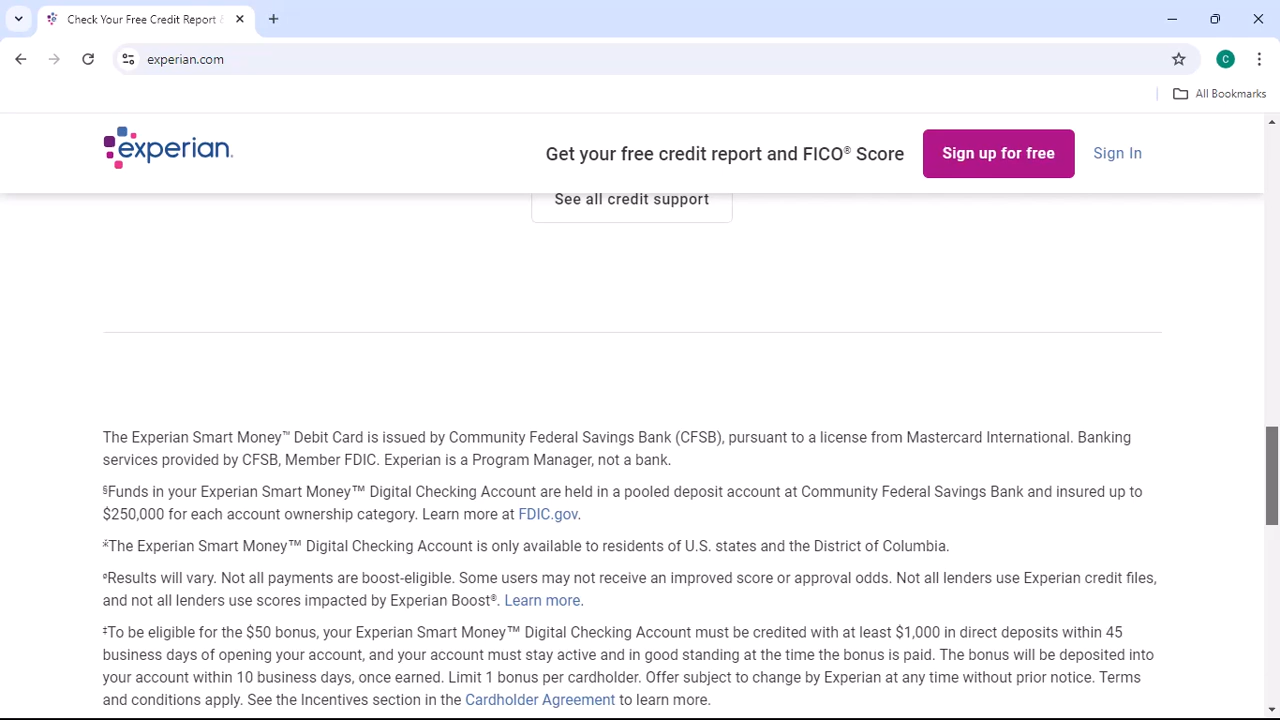 Check Your Free Credit Report &
experian.com
C
All Bookmarks
experian.
Get your free credit report and FICO® Score
Sign up for free
Sign In
See all credit support
The Experian Smart Money™ Debit Card is issued by Community Federal Savings Bank (CFSB), pursuant to a license from Mastercard International. Banking
services provided by CFSB, Member FDIC. Experian is a Program Manager, not a bank.
§Funds in your Experian Smart Money™ Digital Checking Account are held in a pooled deposit account at Community Federal Savings Bank and insured up to
$250,000 for each account ownership category. Learn more at FDIC.gov.
⁂The Experian Smart Money™ Digital Checking Account is only available to residents of U.S. states and the District of Columbia.
øResults will vary. Not all payments are boost-eligible. Some users may not receive an improved score or approval odds. Not all lenders use Experian credit files,
and not all lenders use scores impacted by Experian Boost®. Learn more.
‡To be eligible for the $50 bonus, your Experian Smart Money™ Digital Checking Account must be credited with at least $1,000 in direct deposits within 45
business days of opening your account, and your account must stay active and in good standing at the time the bonus is paid. The bonus will be deposited into
your account within 10 business days, once earned. Limit 1 bonus per cardholder. Offer subject to change by Experian at any time without prior notice. Terms
and conditions apply. See the Incentives section in the Cardholder Agreement to learn more.